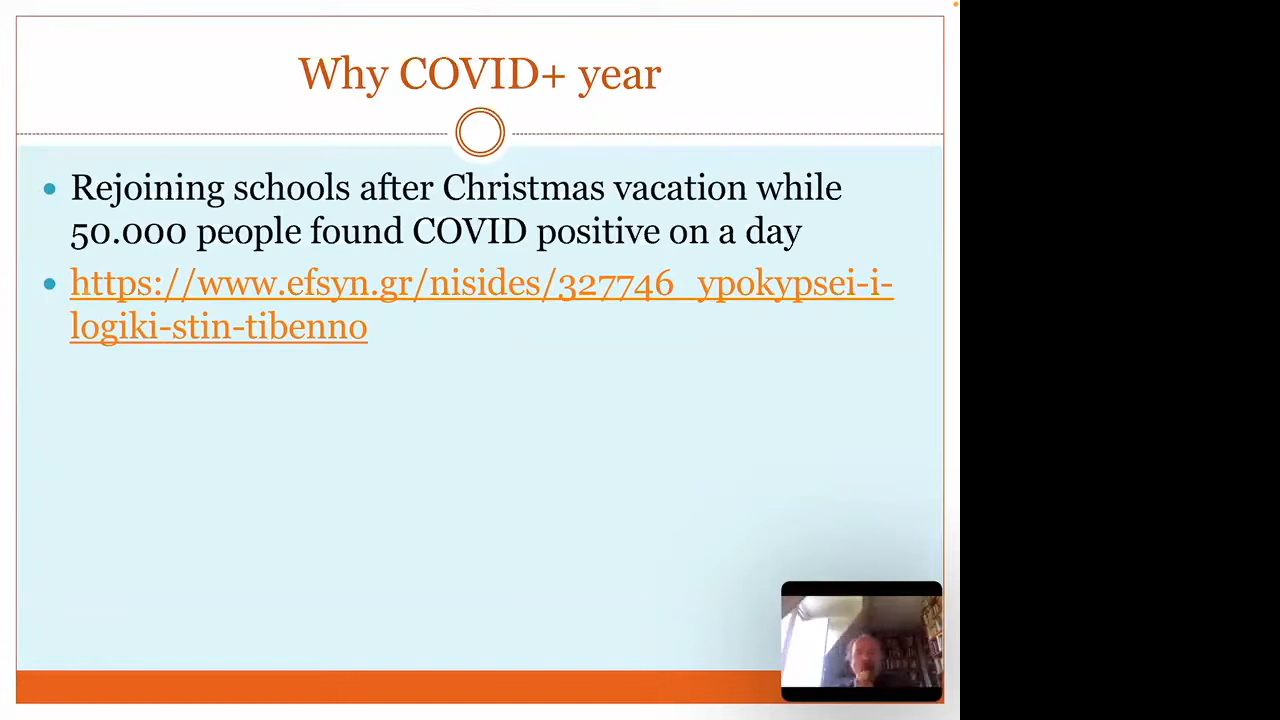 Why COVID+ year
Rejoining schools after Christmas vacation while
50.000 people found COVID positive on a day
https://www.efsyn.gr/nisides/327746_ypokypsei-i-
logiki-stin-tibenno